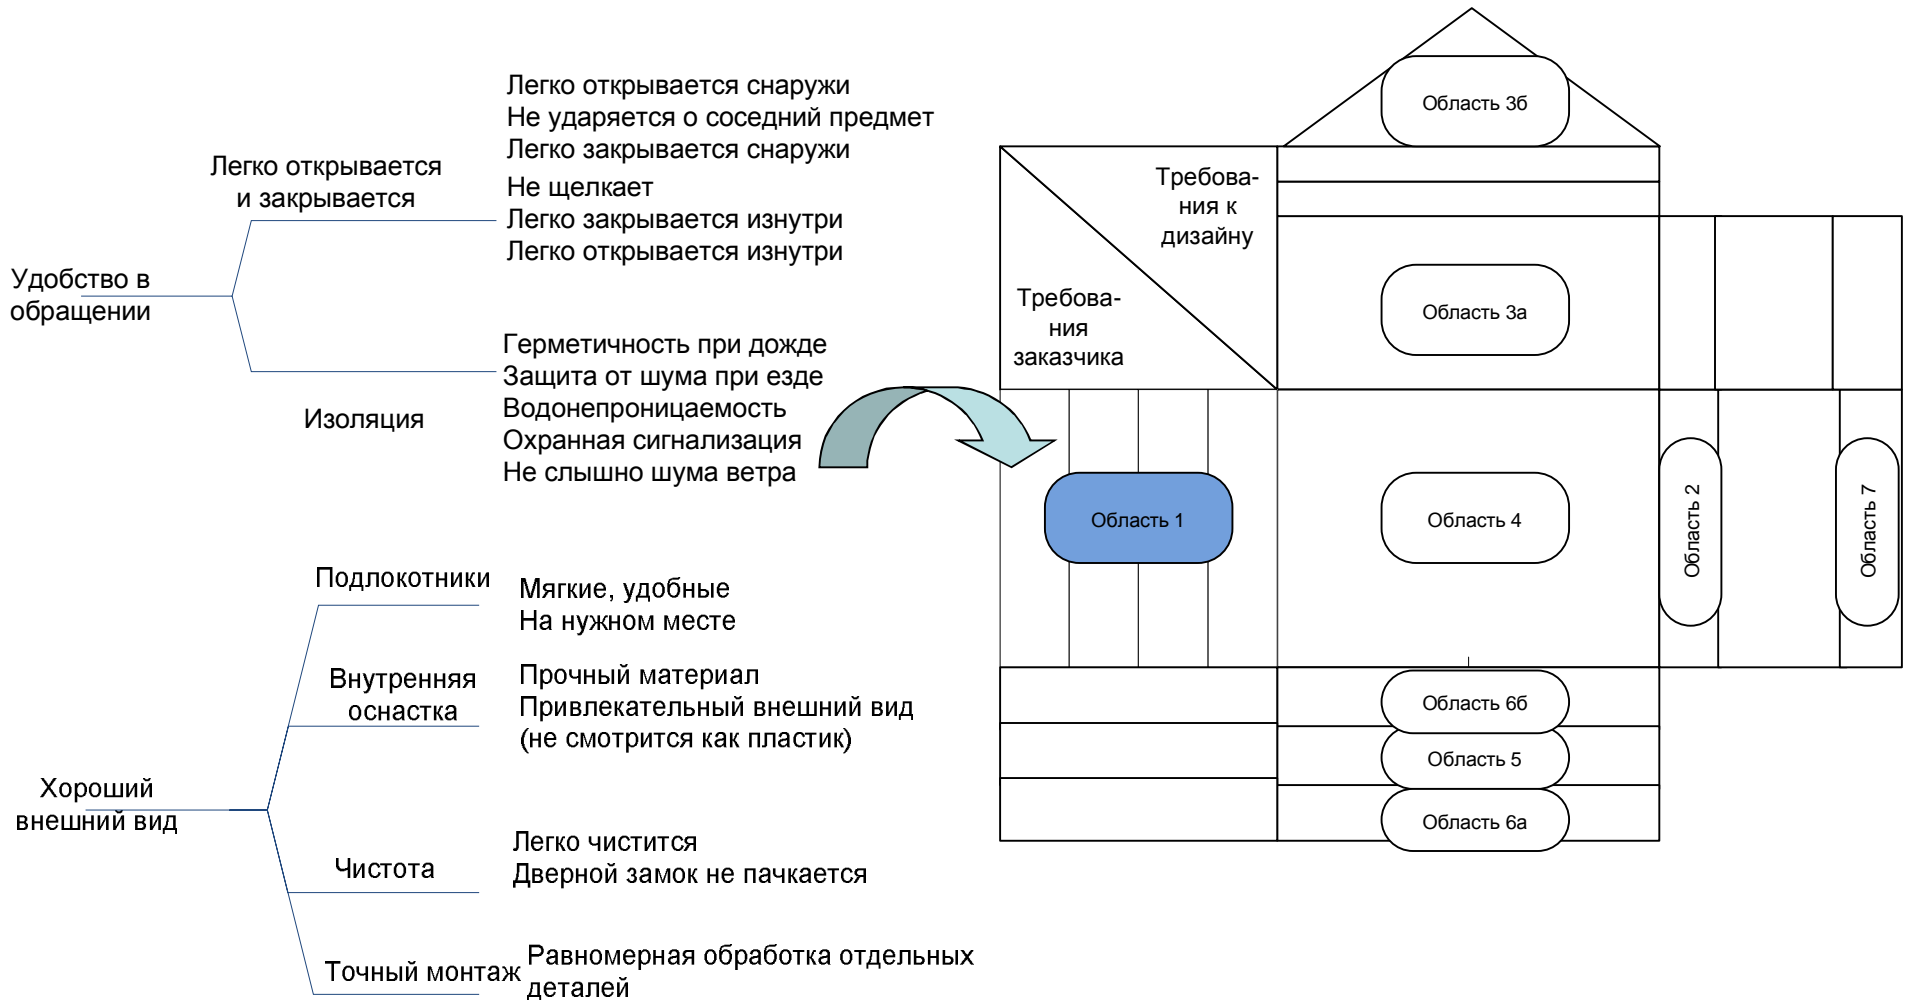 Легко открывается снаружи
Не ударяется о соседний предмет
Легко закрывается снаружи
Легко открывается
и закрывается
Не щелкает
Легко закрывается изнутри
Легко открывается изнутри
Удобство в
обращении
Герметичность при дожде
Защита от шума при езде
Водонепроницаемость
Охранная сигнализация
Не слышно шума ветра
Изоляция
Подлокотники
Мягкие, удобные
На нужном месте
Внутренняя
оснастка
Прочный материал
Привлекательный внешний вид
(не смотрится как пластик)
Хороший
внешний вид
Чистота
Легко чистится
Дверной замок не пачкается
Точный монтаж
Равномерная обработка отдельных
деталей
Область 3б
Требова-
ния к
дизайну
Требова-
ния
заказчика
Область 3а
Область 1
Область 4
Область 2
Область 7
Область 6б
Область 5
Область 6а